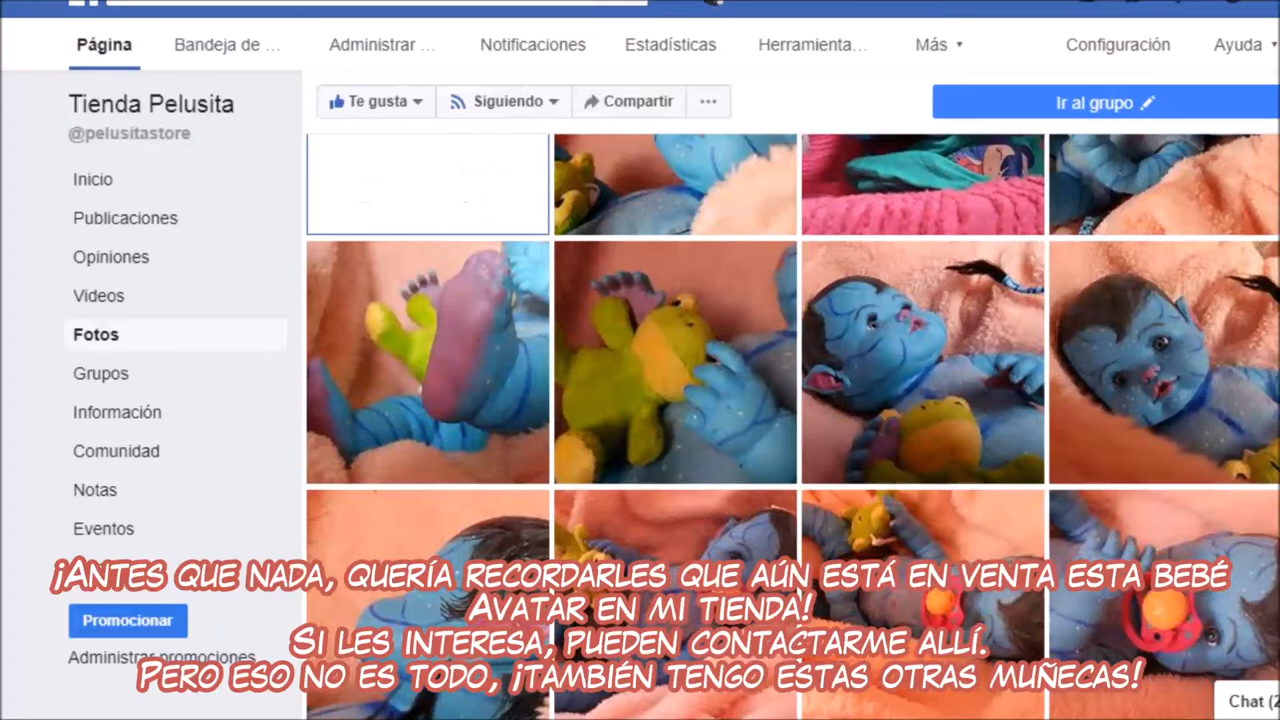 Página
Bandeja de ...
Administrar ...
Notificaciones
Estadísticas
Herramienta...
Más
Configuración
Ayuda
Tienda Pelusita
@pelusitastore
Te gusta
Siguiendo
Compartir
Ir al grupo
Inicio
Publicaciones
Opiniones
Videos
Fotos
Grupos
Información
Comunidad
Notas
Eventos
Promocionar
Administrar promociones
¡ANTES QUE NADA, QUERÍA RECORDARLES QUE AÚN ESTÁ EN VENTA ESTA BEBÉ
AVATAR EN MI TIENDA!
SI LES INTERESA, PUEDEN CONTACTARME ALLÍ.
PERO ESO NO ES TODO, ¡TAMBIÉN TENGO ESTAS OTRAS MUÑECAS!
Chat (2